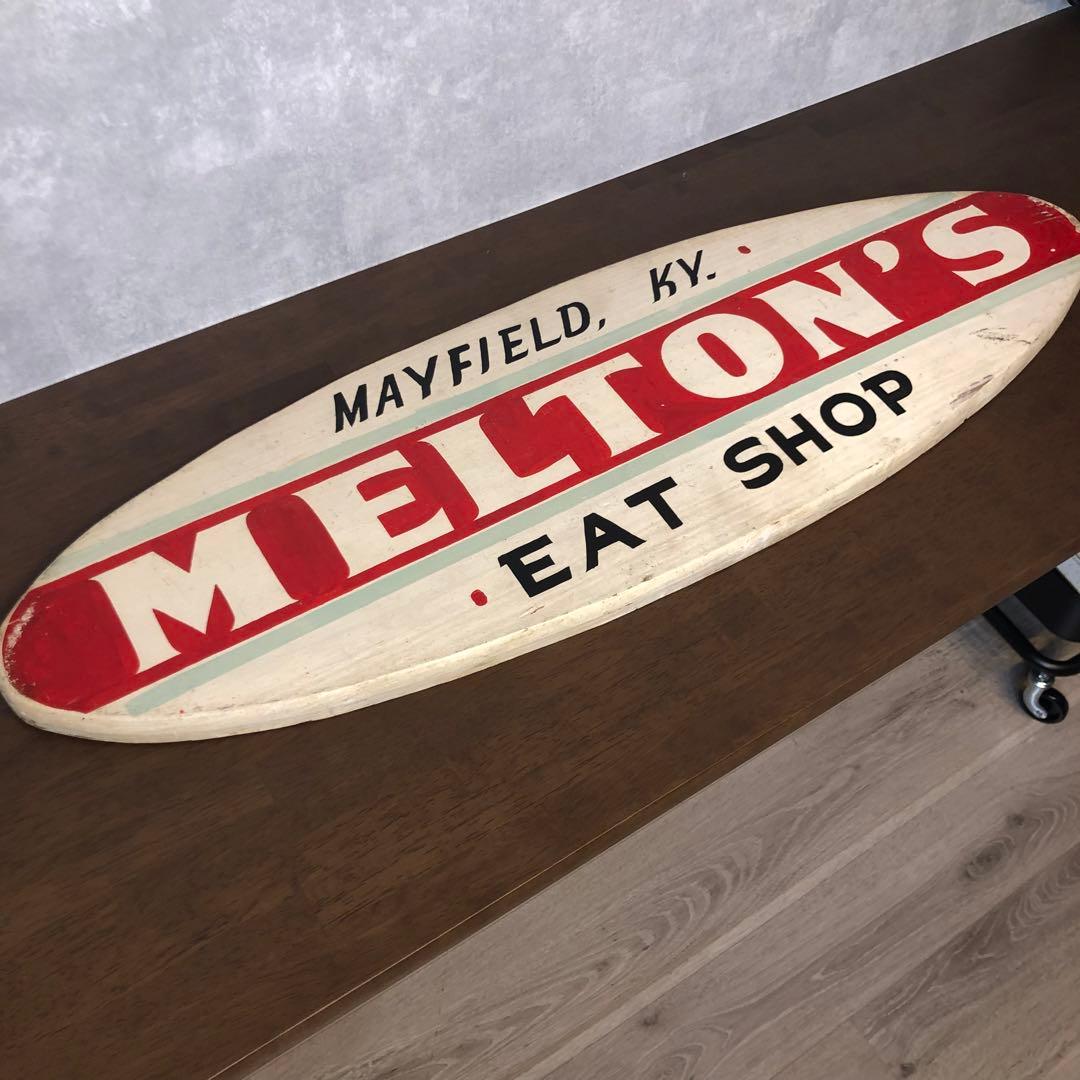 MAYFIELD, KY.
MELTON'S
EAT SHOP